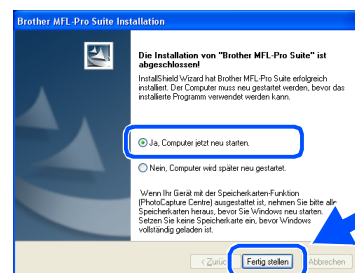 Brother MFL-Pro Suite Installation
Die Installation von "Brother MFL-Pro Suite" ist
abgeschlossen!
InstallShield Wizard hat Brother MFL-Pro Suite erfolgreich
installiert. Der Computer muss neu gestartet werden, bevor das
installierte Programm verwendet werden kann.
Ja, Computer jetzt neu starten.
Nein, Computer wird später neu gestartet.
Wenn Ihr Gerät mit der Speicherkarten-Funktion
(PhotoCapture Centre) ausgestattet ist, nehmen Sie bitte alle
Speicherkarten heraus, bevor Sie Windows neu starten.
Setzen Sie keine Speicherkarte ein, bevor Windows
vollständig geladen ist.
< Zurück Fertig stellen Abbrechen